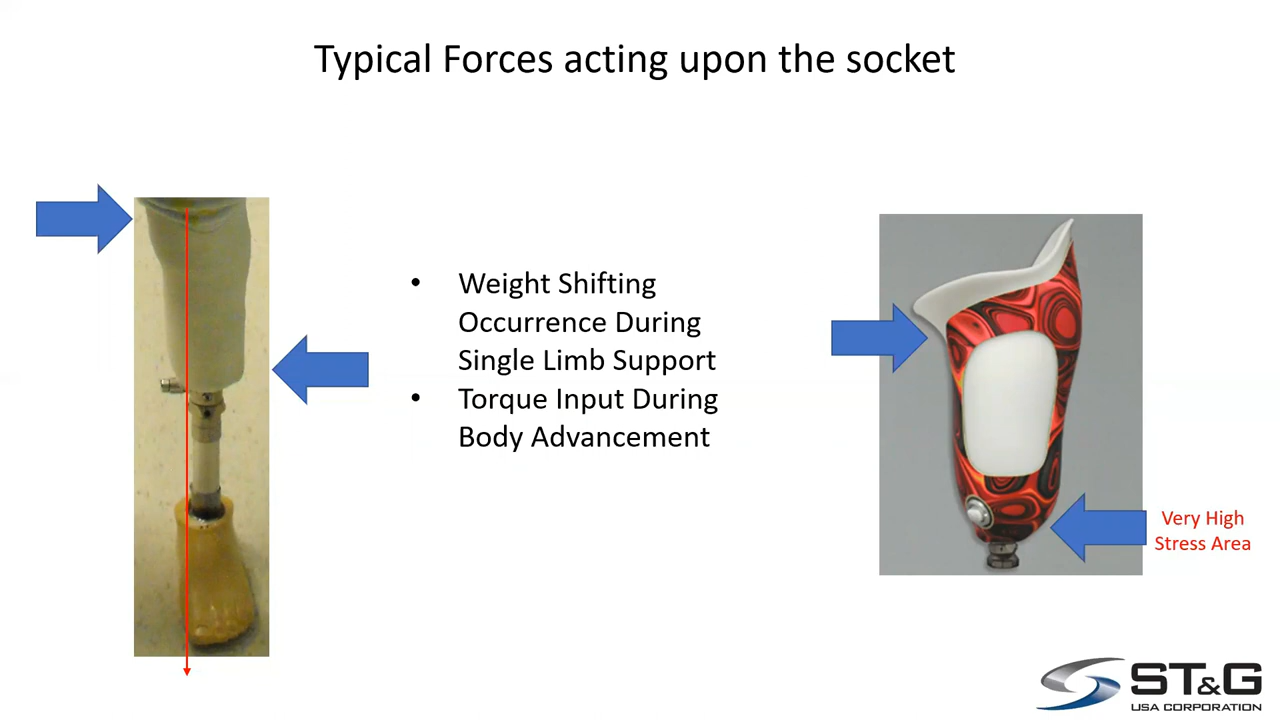 Typical Forces acting upon the socket
• Weight Shifting
Occurrence During
Single Limb Support
• Torque Input During
Body Advancement
Very High
Stress Area
ST&G
USA CORPORATION